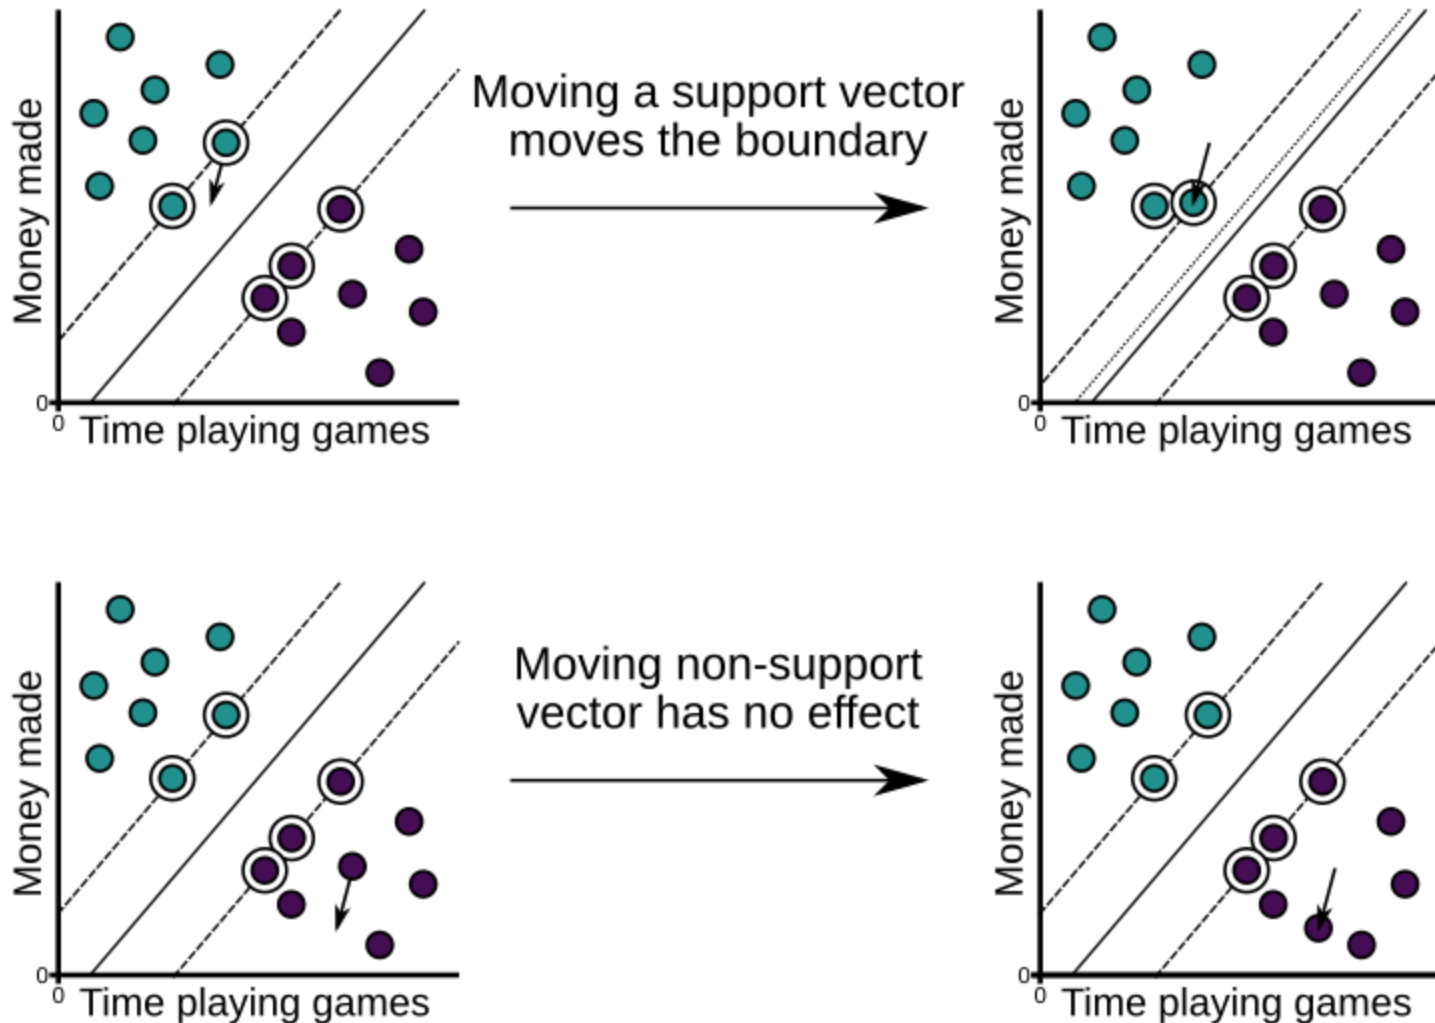 Money made
0
0
Time playing games
Moving a support vector
moves the boundary
Money made
0
0
Time playing games
Money made
0
0
Time playing games
Moving non-support
vector has no effect
Money made
0
0
Time playing games